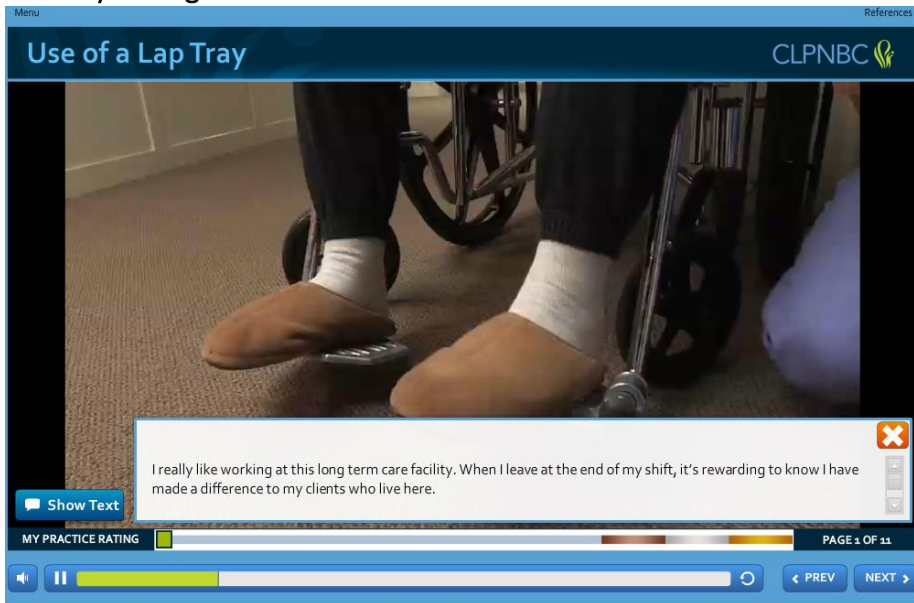 Menu
References
Use of a Lap Tray
CLPNBC
I really like working at this long term care facility. When I leave at the end of my shift, it's rewarding to know I have
made a difference to my clients who live here.
Show Text
MY PRACTICE RATING
PAGE 1 OF 11
PREV
NEXT